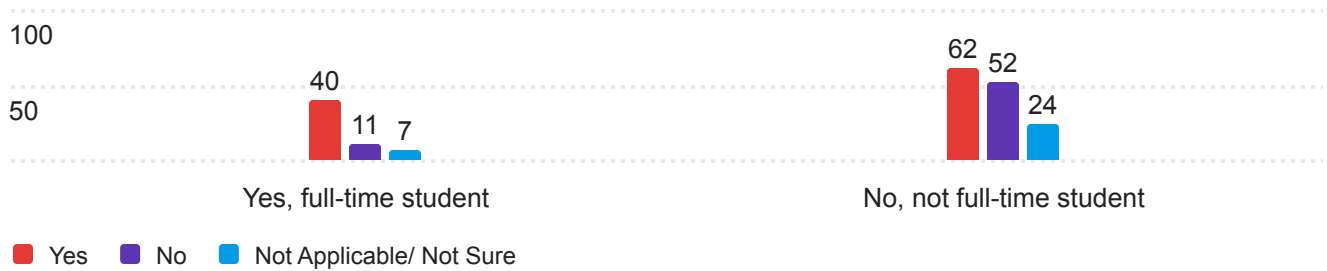 100
62
52
40
24
50
11
7
Yes, full-time student
No, not full-time student
Yes
No
Not Applicable/ Not Sure